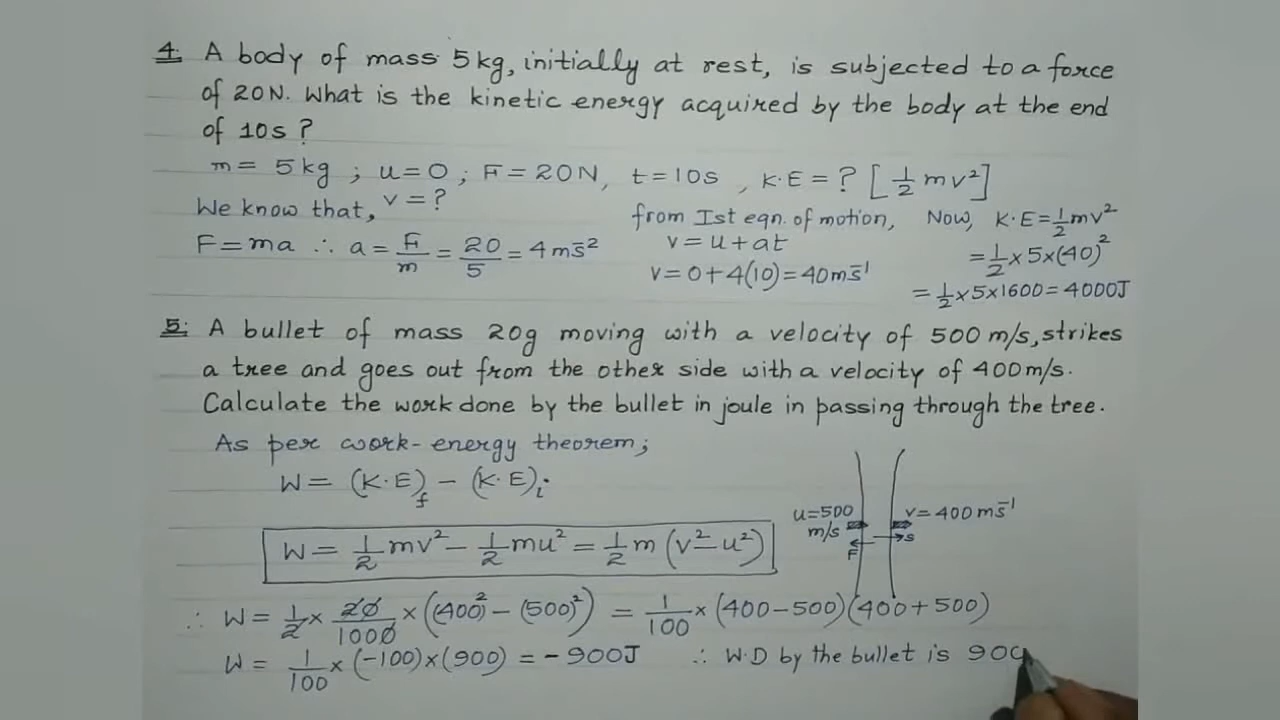 4. A body of mass 5 kg, initially at rest, is subjected to a force
of 20N. What is the kinetic energy acquired by the body at the end
of 10s?
m = 5 kg ; u = 0 ; F = 20N, t = 10s , K.E = ? [½ mv²]
We know that, v = ?
F = ma ∴ a = F/m = 20/5 = 4 ms⁻²
from Ist eqn. of motion,
v = u + at
v = 0 + 4(10) = 40 ms⁻¹
Now, K.E = ½ mv²
= ½ × 5 × (40)²
= ½ × 5 × 1600 = 4000J
5. A bullet of mass 20g moving with a velocity of 500 m/s, strikes
a tree and goes out from the other side with a velocity of 400 m/s.
Calculate the work done by the bullet in joule in passing through the tree.
As per work-energy theorem;
W = (K.E)f - (K.E)i
W = ½ mv² - ½ mu² = ½ m (v² - u²)
u = 500
m/s
v = 400 ms⁻¹
F
s
∴ W = ½ × 20/1000 × ((400)² - (500)²) = 1/100 × (400 - 500)(400 + 500)
W = 1/100 × (-100) × (900) = - 900J ∴ W.D by the bullet is 900